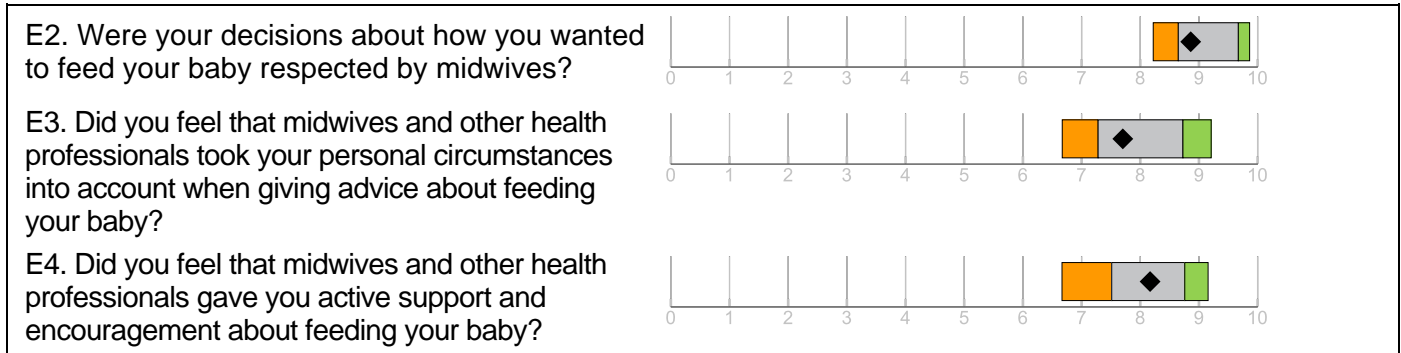 E2. Were your decisions about how you wanted
to feed your baby respected by midwives?
0 1 2 3 4 5 6 7 8 9 10
E3. Did you feel that midwives and other health
professionals took your personal circumstances
into account when giving advice about feeding
your baby?
0 1 2 3 4 5 6 7 8 9 10
E4. Did you feel that midwives and other health
professionals gave you active support and
encouragement about feeding your baby?
0 1 2 3 4 5 6 7 8 9 10